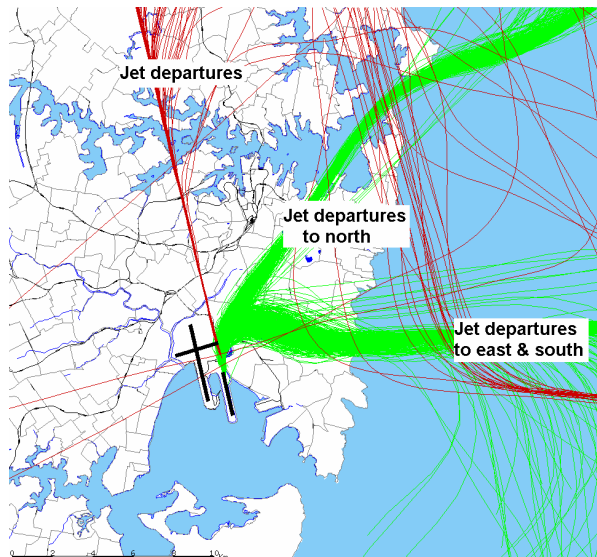 Jet departures
Jet departures
to north
Jet departures
to east & south
0 2 4 6 8 10